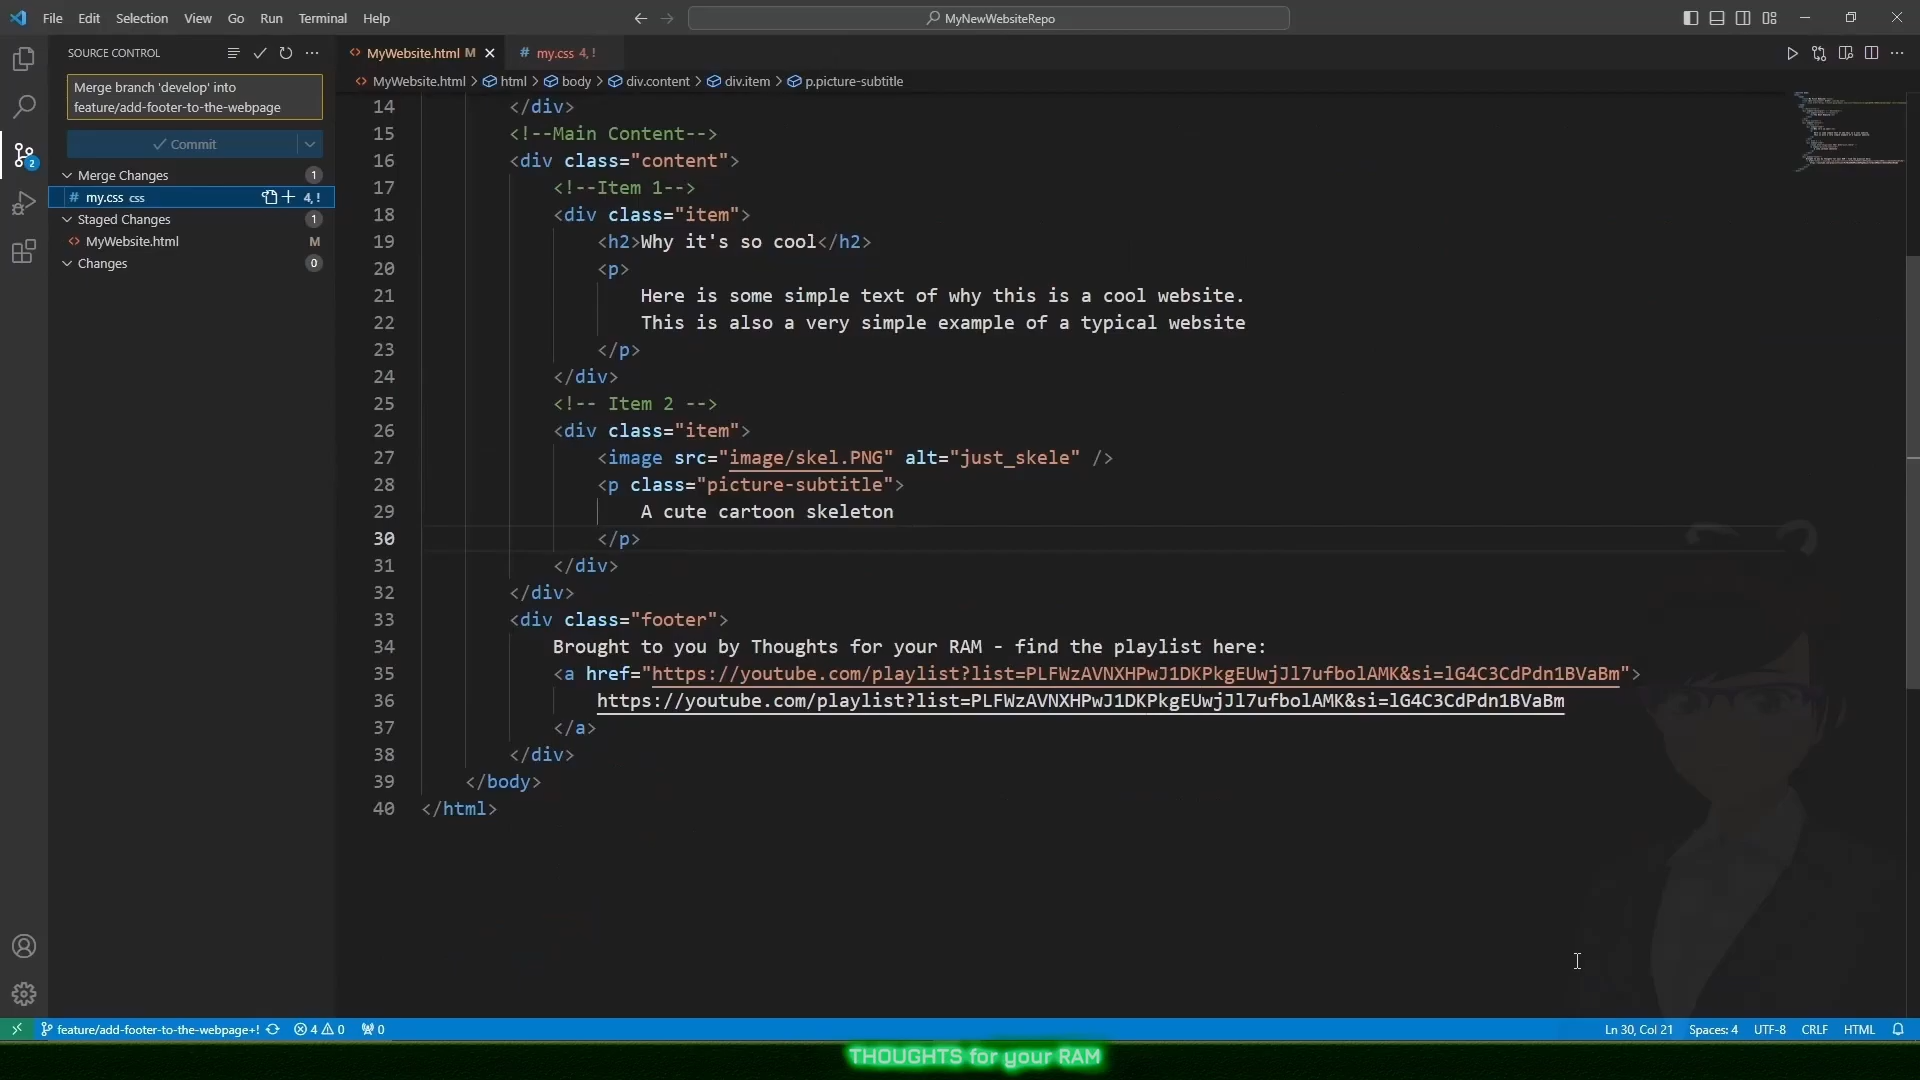 File Edit Selection View Go Run Terminal Help
MyNewWebsiteRepo
SOURCE CONTROL
Merge branch 'develop' into
feature/add-footer-to-the-webpage
Commit
Merge Changes 1
my.css css 4, !
Staged Changes 1
MyWebsite.html M
Changes 0
2
MyWebsite.html M
# my.css 4, !
MyWebsite.html > html > body > div.content > div.item > p.picture-subtitle
14 </div>
15 <!--Main Content-->
16 <div class="content">
17 <!--Item 1-->
18 <div class="item">
19 <h2>Why it's so cool</h2>
20 <p>
21 Here is some simple text of why this is a cool website.
22 This is also a very simple example of a typical website
23 </p>
24 </div>
25 <!-- Item 2 -->
26 <div class="item">
27 <image src="image/skel.PNG" alt="just_skele" />
28 <p class="picture-subtitle">
29 A cute cartoon skeleton
30 </p>
31 </div>
32 </div>
33 <div class="footer">
34 Brought to you by Thoughts for your RAM - find the playlist here:
35 <a href="https://youtube.com/playlist?list=PLFWzAVNXHPwJ1DKPkgEUwjJl7ufbolAMK&si=lG4C3CdPdn1BVaBm">
36 https://youtube.com/playlist?list=PLFWzAVNXHPwJ1DKPkgEUwjJl7ufbolAMK&si=lG4C3CdPdn1BVaBm
37 </a>
38 </div>
39 </body>
40 </html>
feature/add-footer-to-the-webpage+! 4 0 0
Ln 30, Col 21 Spaces: 4 UTF-8 CRLF HTML
THOUGHTS for your RAM